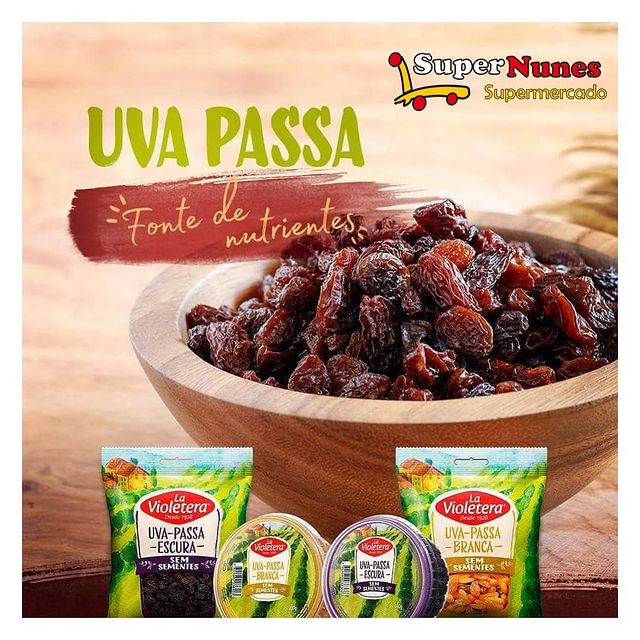 SuperNunes
Supermercado
UVA PASSA
Fonte de
nutrientes
La
Violetera
Desde 1928
UVA-PASSA
ESCURA
SEM
SEMENTES
La
Violetera
UVA-PASSA
BRANCA
SEM
SEMENTES
La
Violetera
UVA-PASSA
ESCURA
SEM
SEMENTES
La
Violetera
Desde 1928
UVA-PASSA
BRANCA
SEM
SEMENTES